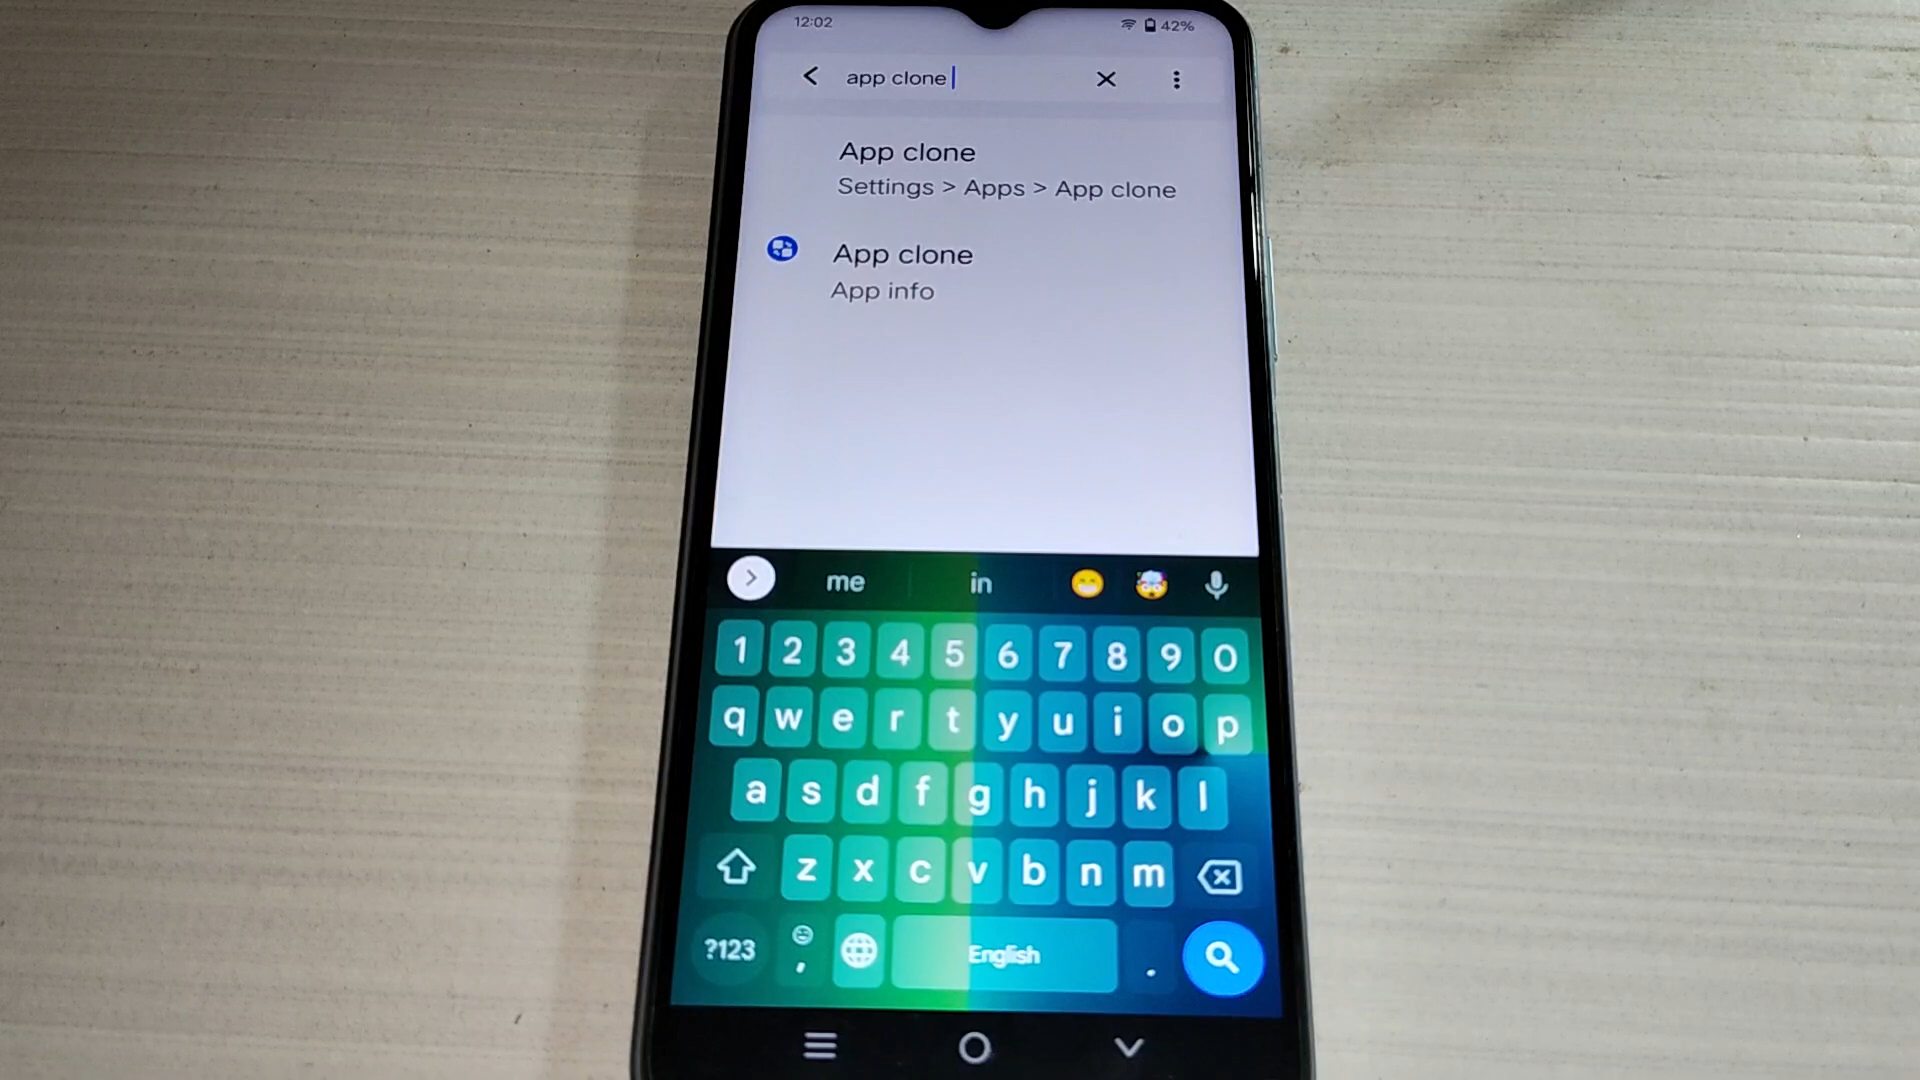 12:02 42%
app clone
App clone
Settings > Apps > App clone
App clone
App info
me in
1 2 3 4 5 6 7 8 9 0
q w e r t y u i o p
a s d f g h j k l
z x c v b n m
?123 , English .